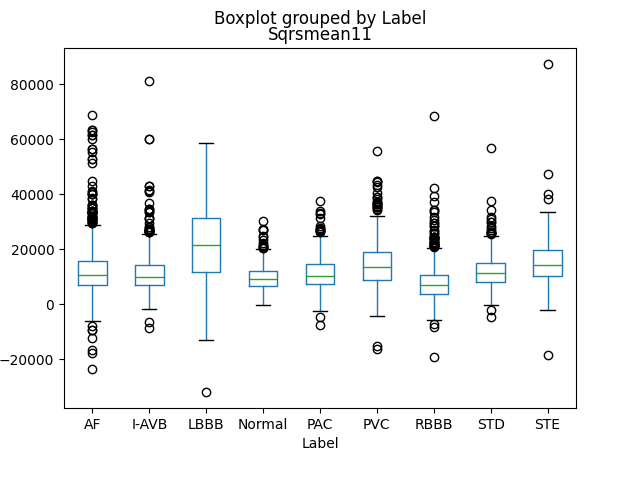 Boxplot grouped by Label
Sqrsmean11
80000
60000
40000
20000
0
−20000
AF I-AVB LBBB Normal PAC PVC RBBB STD STE
Label